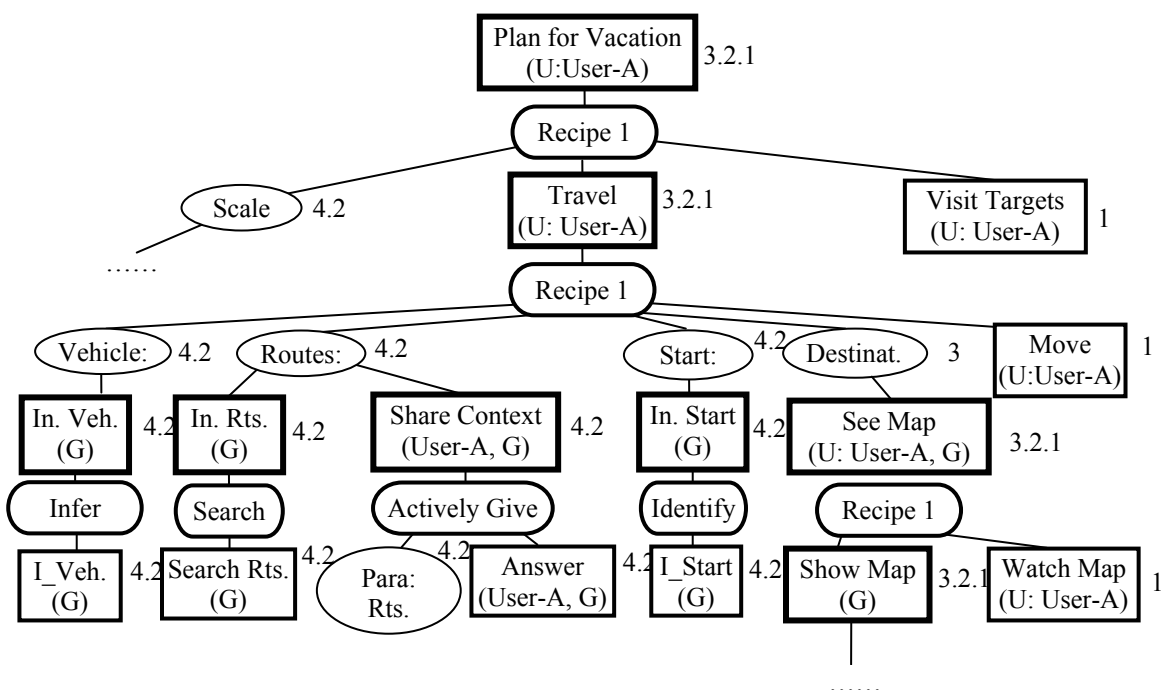 Plan for Vacation
(U:User-A)
3.2.1
Recipe 1
Scale
4.2
Travel
(U: User-A)
3.2.1
Visit Targets
(U: User-A)
1
......
Recipe 1
Vehicle:
4.2
Routes:
4.2
Start:
4.2
Destinat.
3
Move
(U:User-A)
1
In. Veh.
(G)
4.2
In. Rts.
(G)
4.2
Share Context
(User-A, G)
4.2
In. Start
(G)
4.2
See Map
(U: User-A, G)
3.2.1
Infer
Search
Actively Give
Identify
Recipe 1
I_Veh.
(G)
4.2
Search Rts.
(G)
4.2
Para:
Rts.
4.2
Answer
(User-A, G)
4.2
I_Start
(G)
4.2
Show Map
(G)
3.2.1
Watch Map
(U: User-A)
1
......